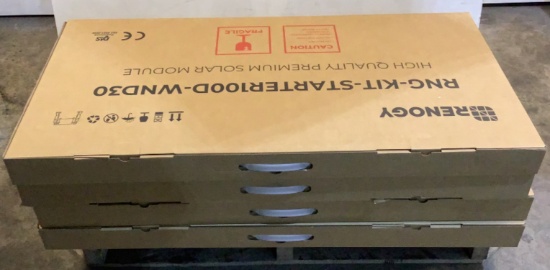 RENOGY
RNG-KIT-STARTER100D-WND30
HIGH QUALITY PREMIUM SOLAR MODULE
CAUTION
FRAGILE
CE